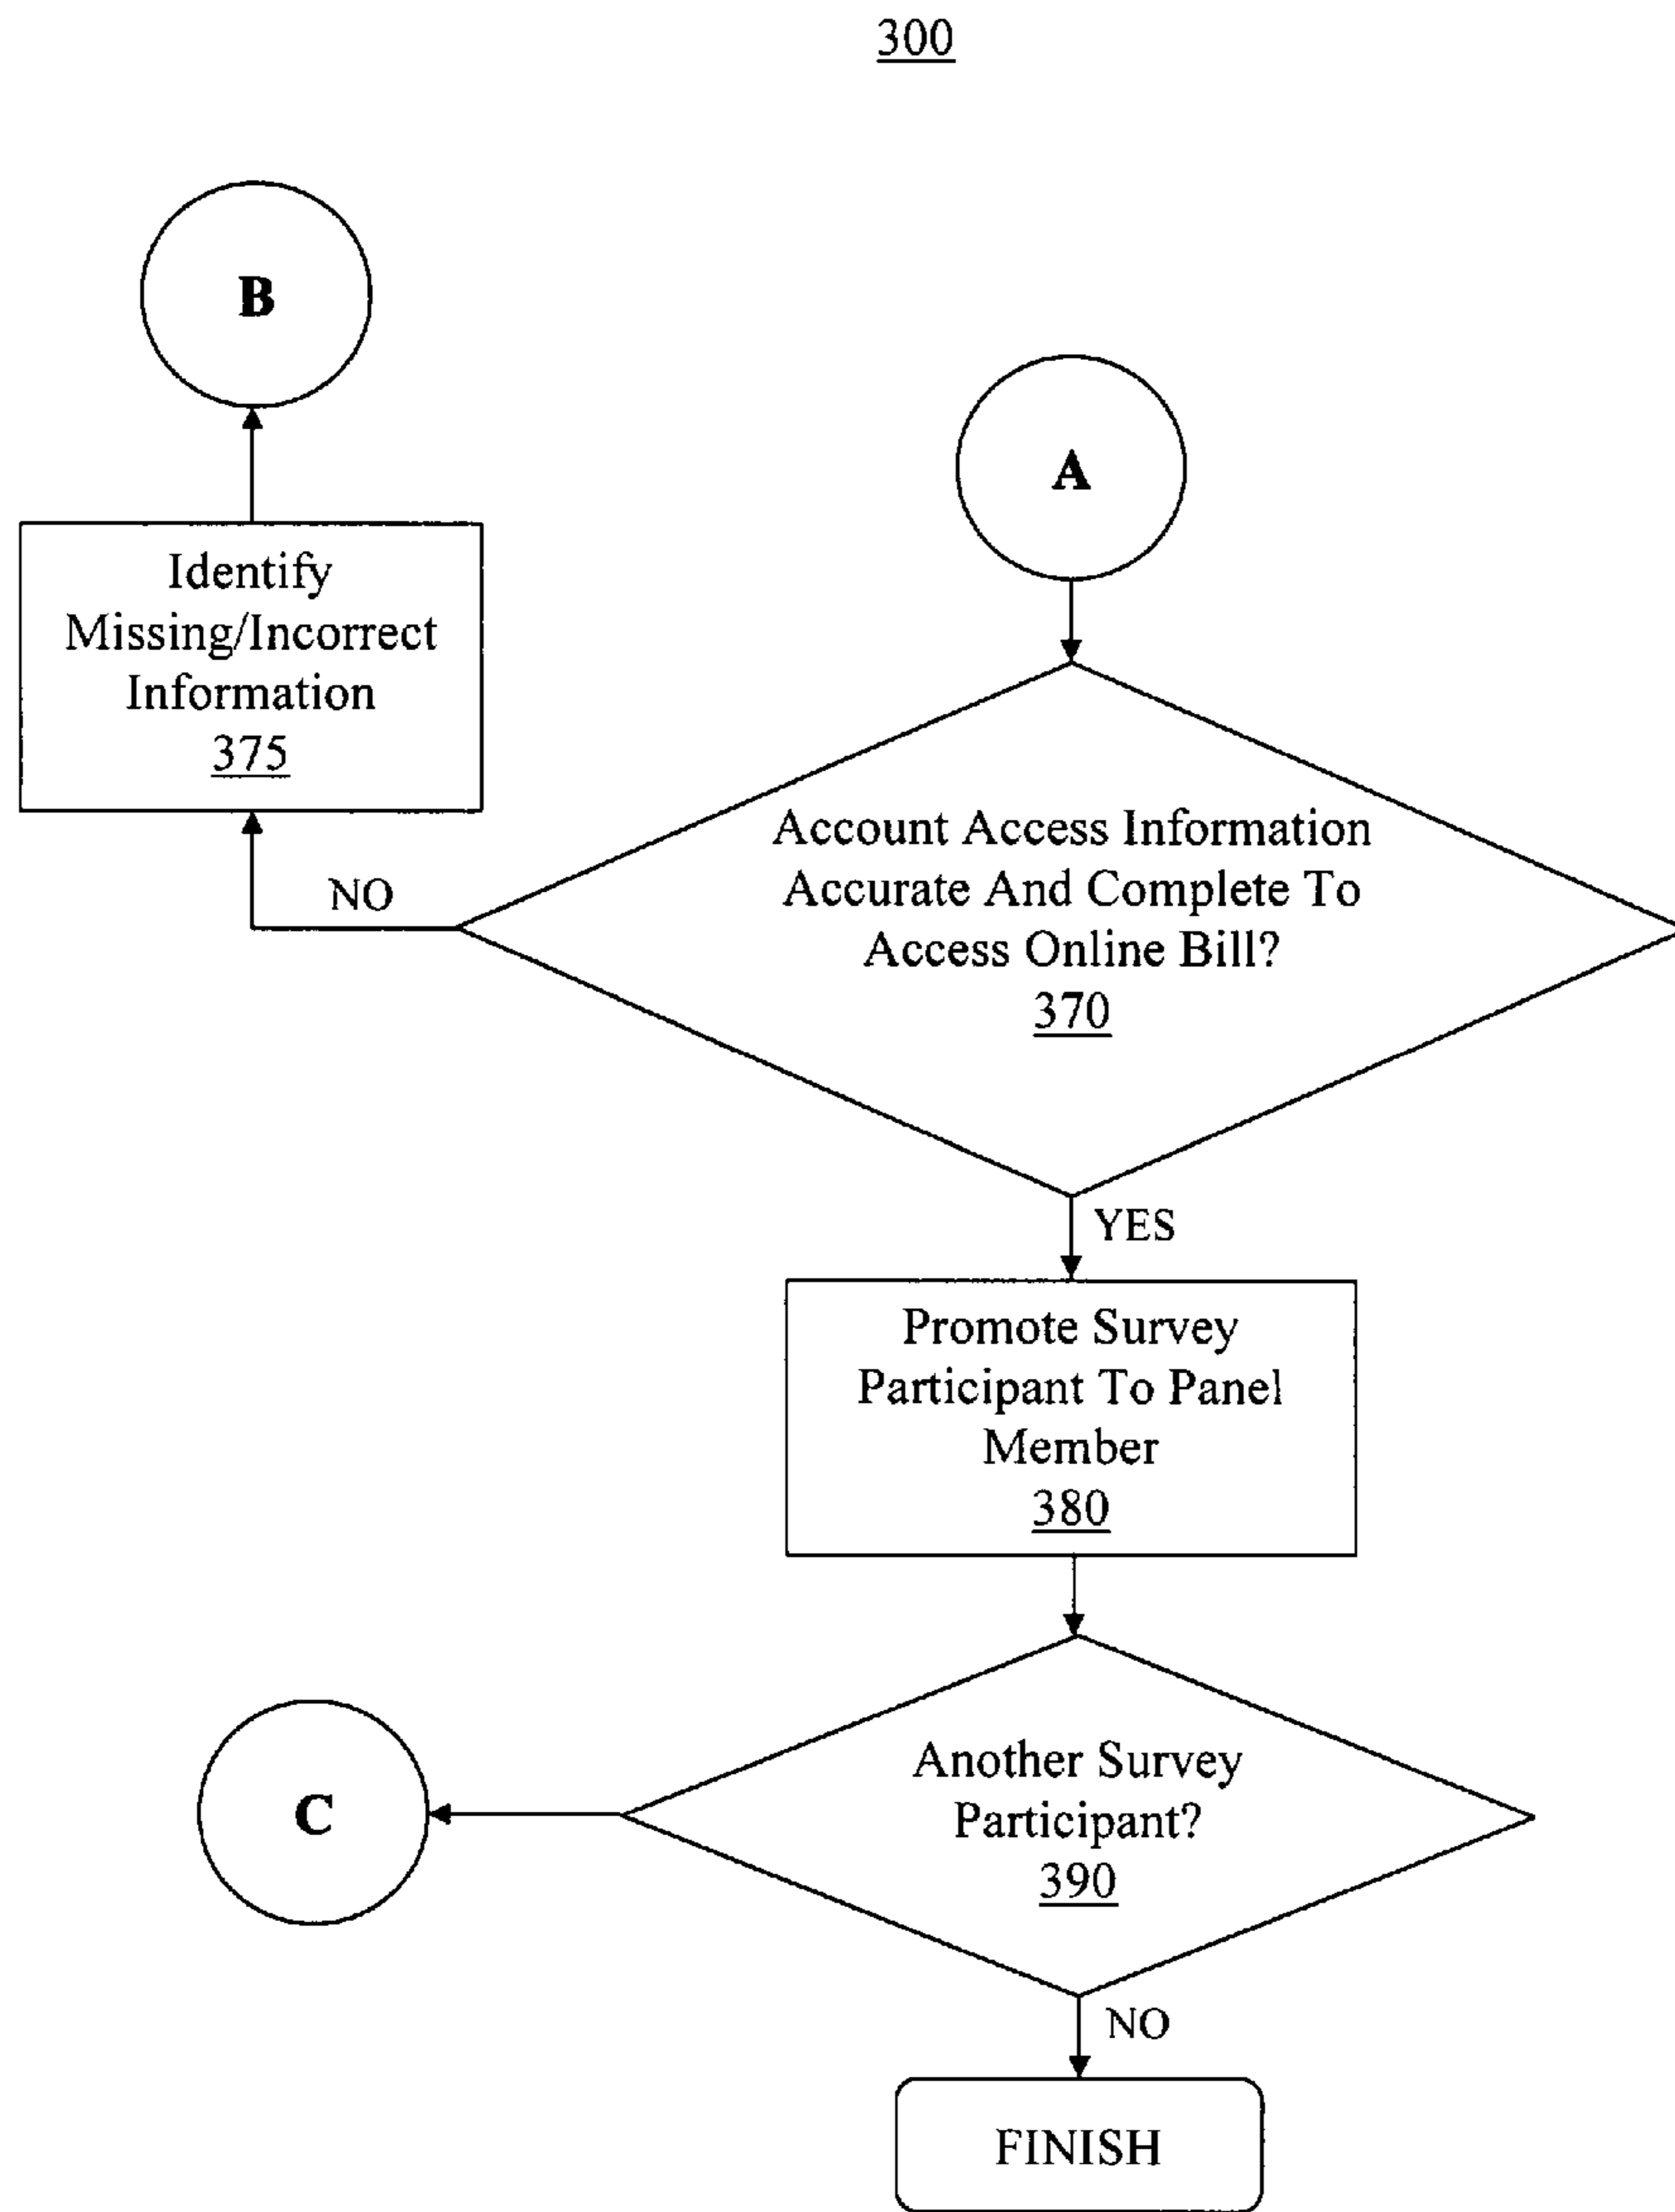 300
B
A
Identify
Missing/Incorrect
Information
375
Account Access Information
Accurate And Complete To
Access Online Bill?
370
NO
YES
Promote Survey
Participant To Panel
Member
380
Another Survey
Participant?
390
C
NO
FINISH